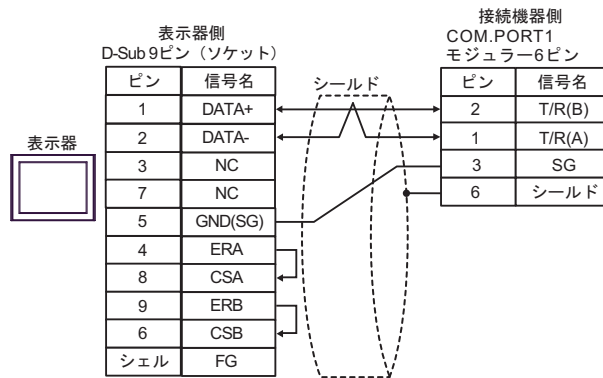 表示器側
D-Sub 9ピン（ソケット）
接続機器側
COM.PORT1
モジュラー6ピン
表示器
シールド
ピン 信号名
1 DATA+
2 DATA-
3 NC
7 NC
5 GND(SG)
4 ERA
8 CSA
9 ERB
6 CSB
シェル FG
ピン 信号名
2 T/R(B)
1 T/R(A)
3 SG
6 シールド